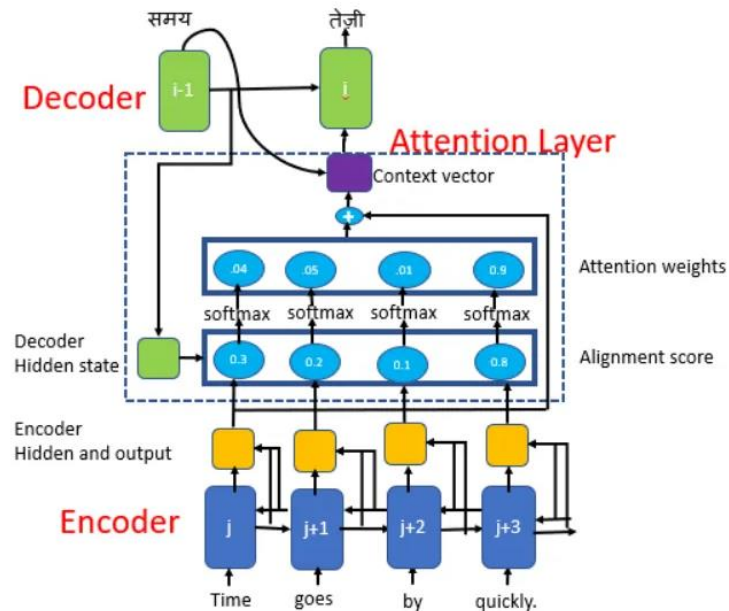 समय
तेज़ी
i-1
i
Decoder
Attention Layer
Context vector
+
.04
.05
.01
0.9
Attention weights
softmax
softmax
softmax
softmax
Decoder
Hidden state
0.3
0.2
0.1
0.8
Alignment score
Encoder
Hidden and output
Encoder
j
j+1
j+2
j+3
Time
goes
by
quickly.